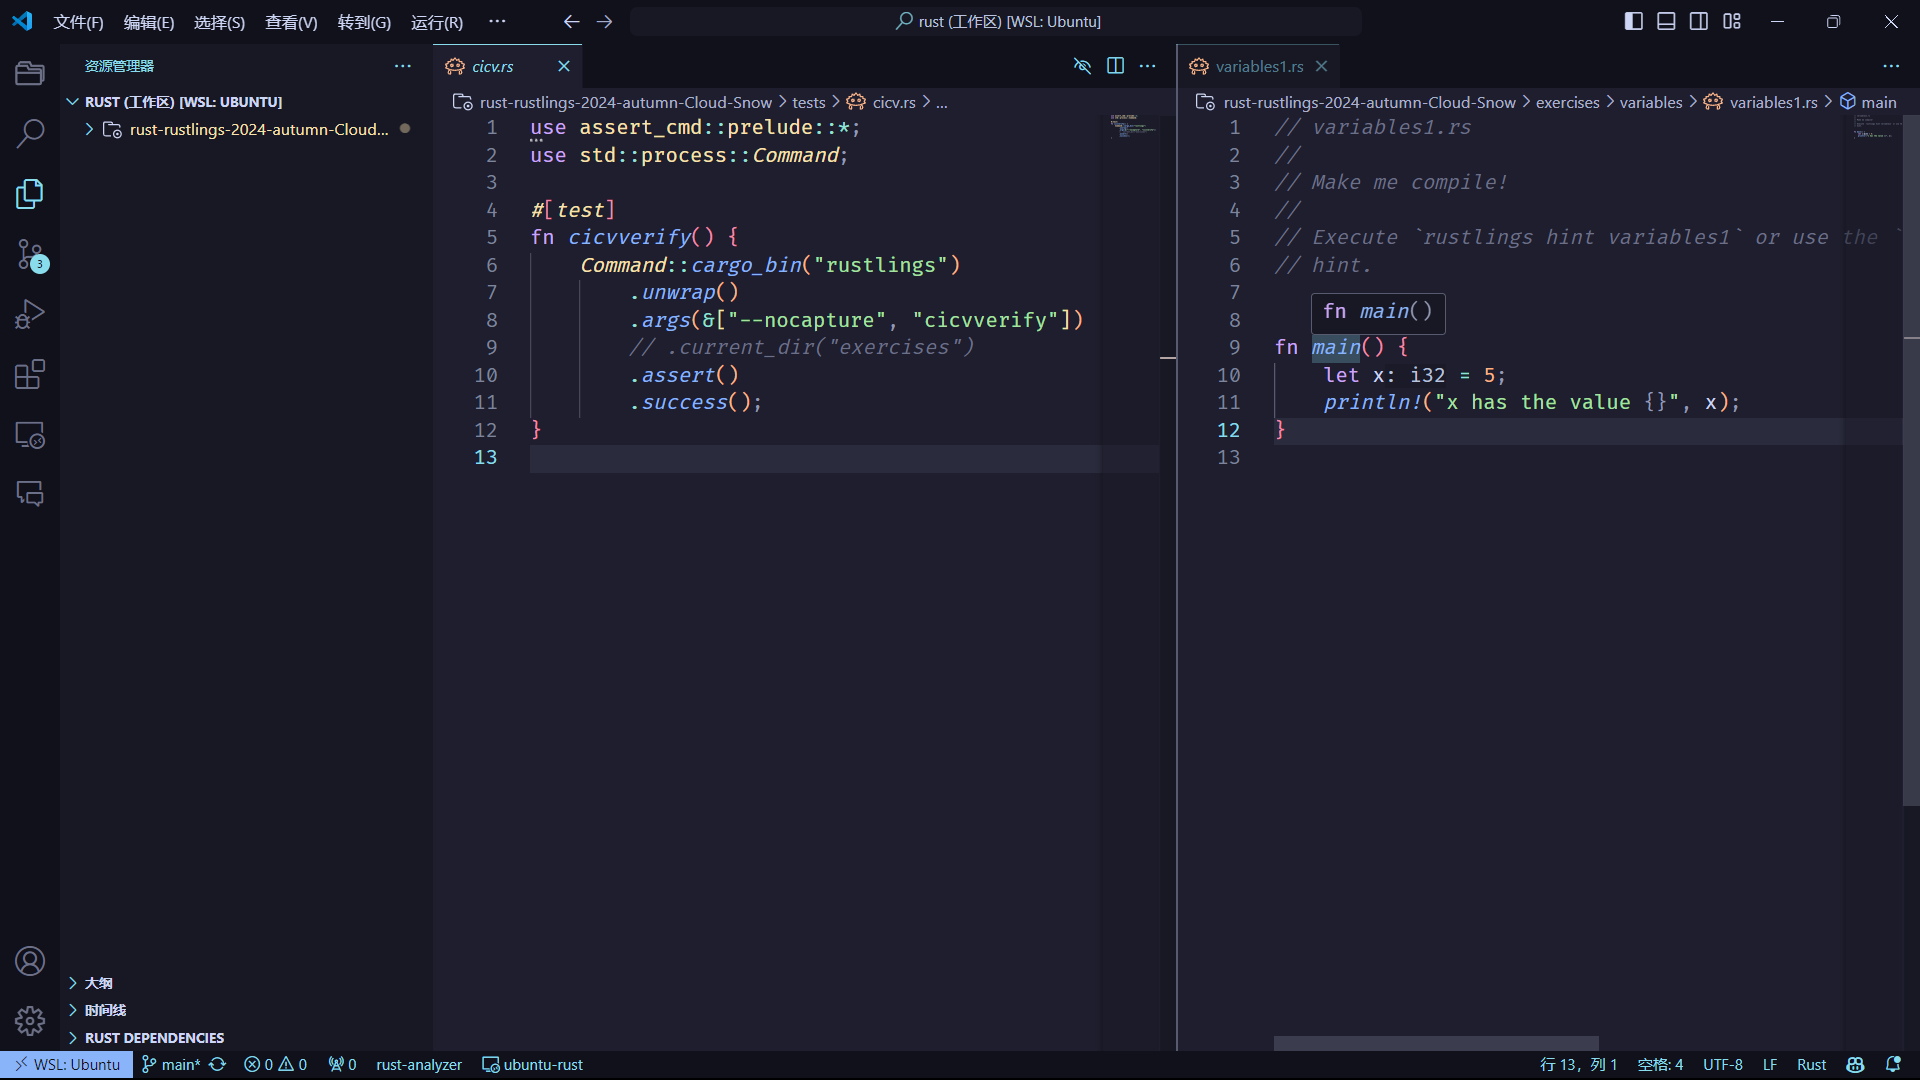 文件(F) 编辑(E) 选择(S) 查看(V) 转到(G) 运行(R) ··· rust (工作区) [WSL: Ubuntu]
资源管理器
RUST (工作区) [WSL: UBUNTU]
rust-rustlings-2024-autumn-Cloud...
3
大纲
时间线
RUST DEPENDENCIES
cicv.rs
rust-rustlings-2024-autumn-Cloud-Snow > tests > cicv.rs > ...
1 use assert_cmd::prelude::*;
2 use std::process::Command;
3
4 #[test]
5 fn cicvverify() {
6     Command::cargo_bin("rustlings")
7         .unwrap()
8         .args(&["--nocapture", "cicvverify"])
9         // .current_dir("exercises")
10         .assert()
11         .success();
12 }
13
variables1.rs
rust-rustlings-2024-autumn-Cloud-Snow > exercises > variables > variables1.rs > main
1 // variables1.rs
2 //
3 // Make me compile!
4 //
5 // Execute `rustlings hint variables1` or use the `
6 // hint.
7
8
fn main()
9 fn main() {
10     let x: i32 = 5;
11     println!("x has the value {}", x);
12 }
13
WSL: Ubuntu main* 0 0 0 rust-analyzer ubuntu-rust 行 13，列 1 空格: 4 UTF-8 LF Rust